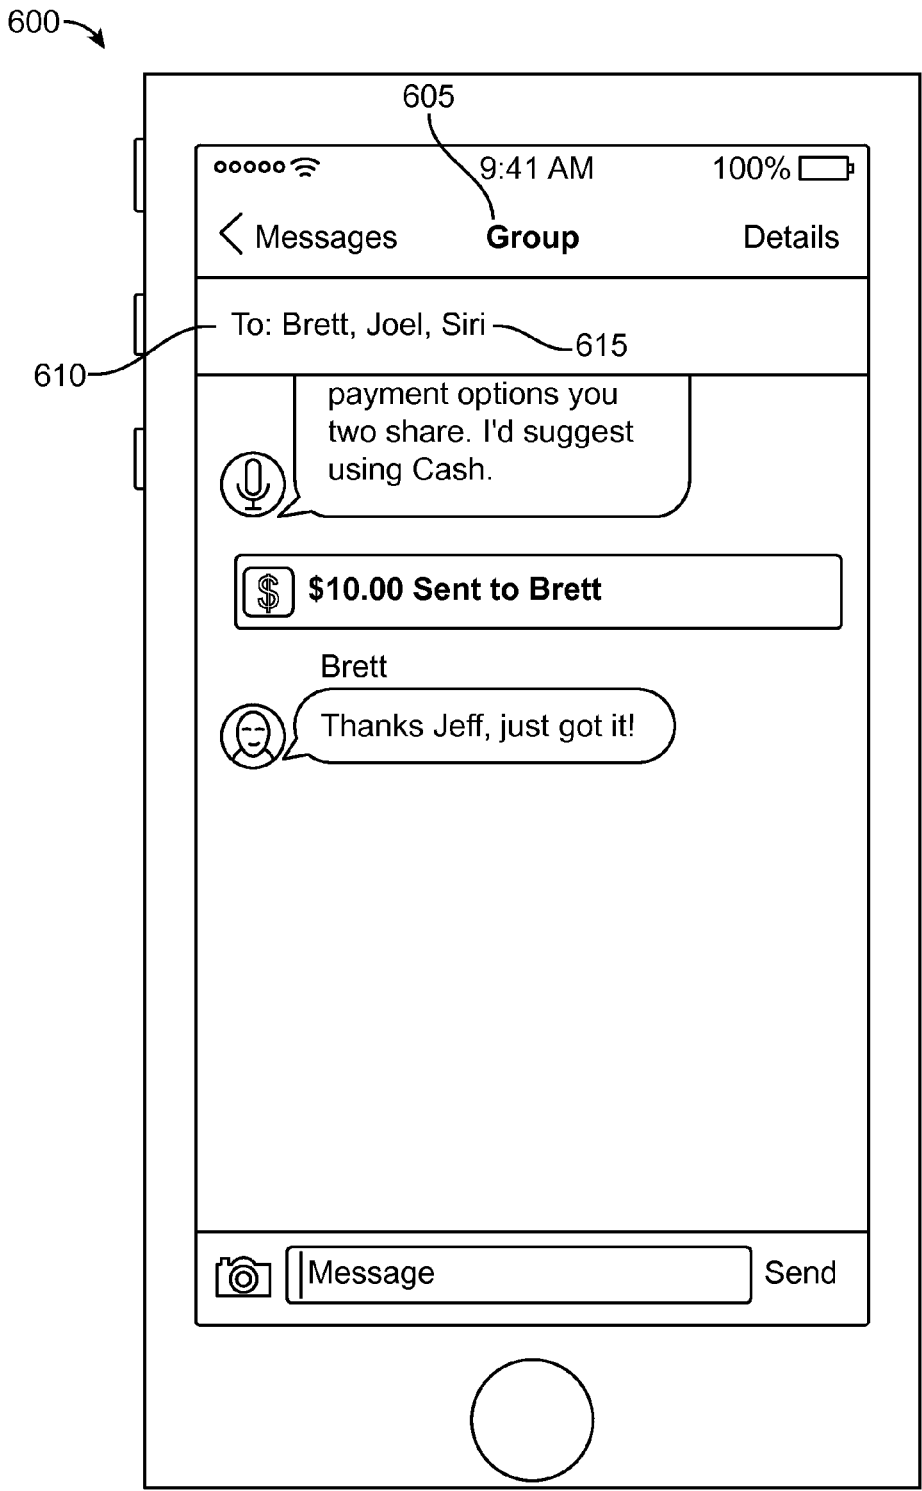 600
605
9:41 AM
100%
Messages
Group
Details
To: Brett, Joel, Siri
615
610
payment options you
two share. I'd suggest
using Cash.
$
$10.00 Sent to Brett
Brett
Thanks Jeff, just got it!
Message
Send